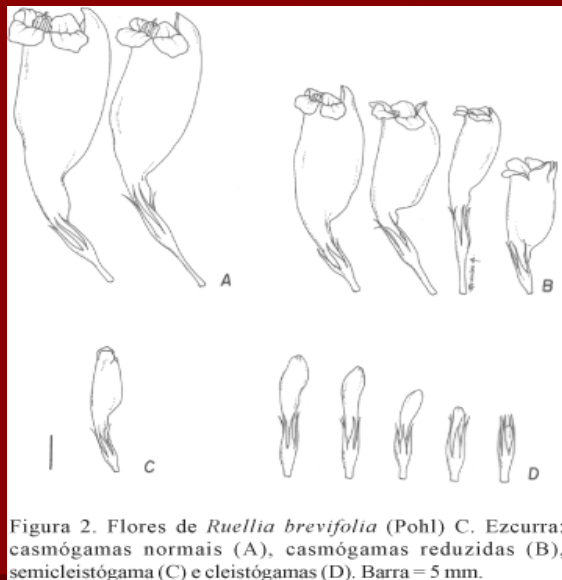 A
B
C
D
Figura 2. Flores de Ruellia brevifolia (Pohl) C. Ezcurra:
casmógamas normais (A), casmógamas reduzidas (B),
semicleistógama (C) e cleistógamas (D). Barra = 5 mm.